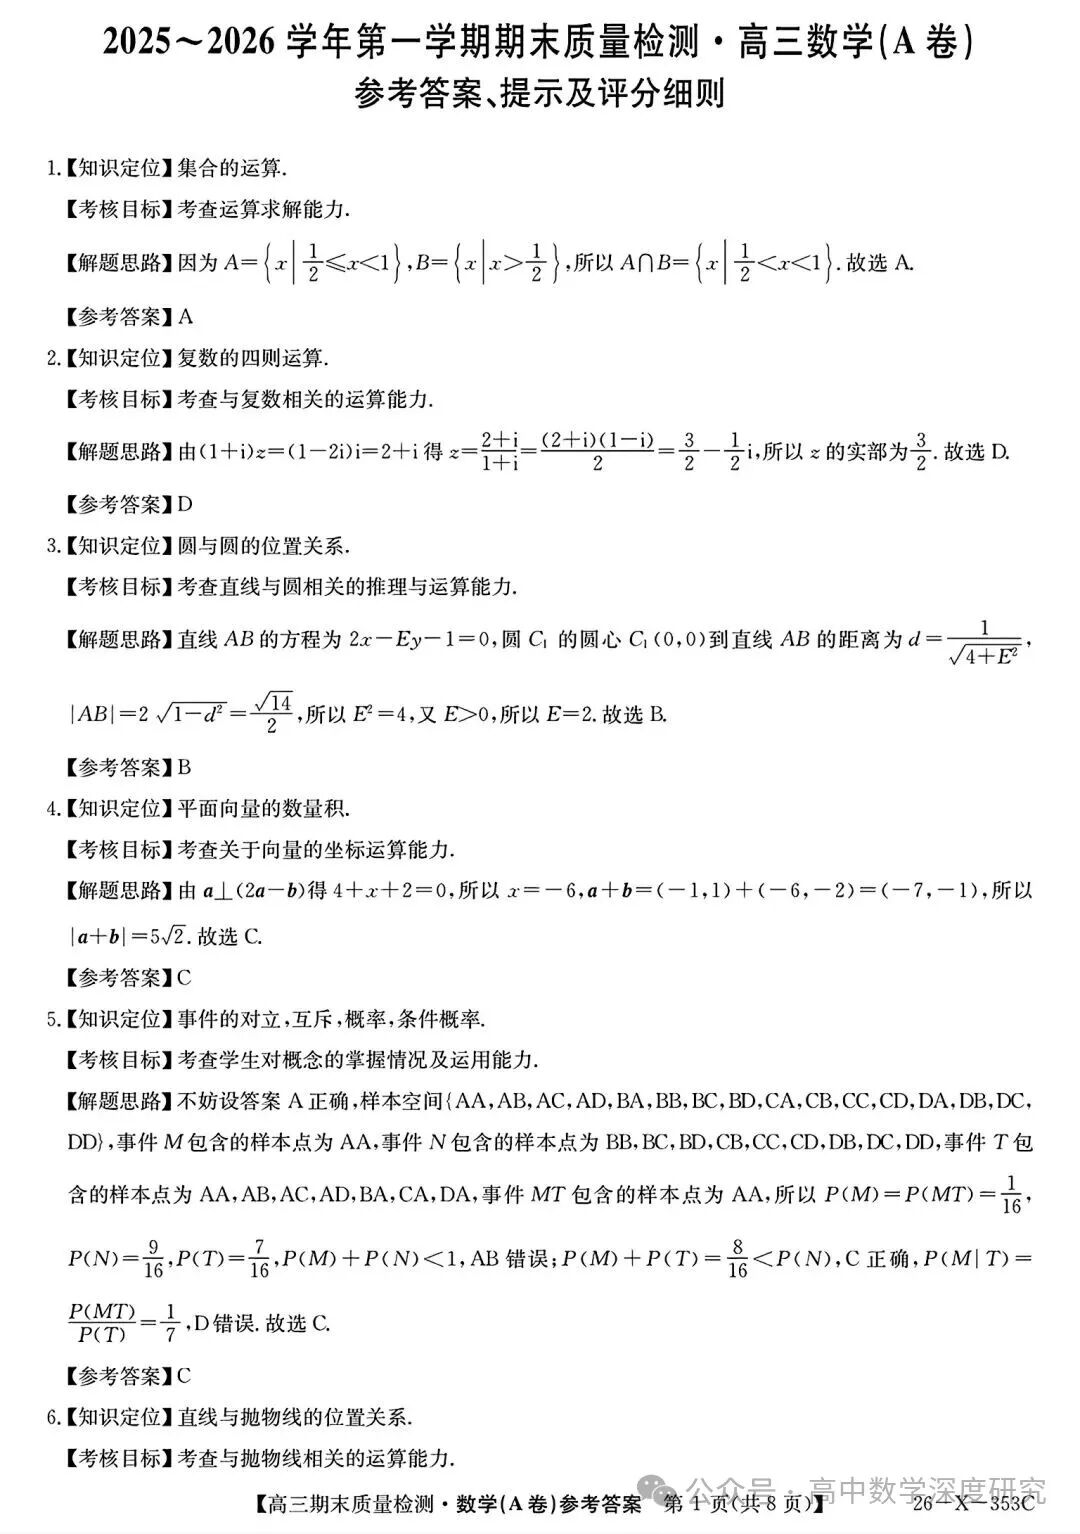 2025～2026 学年第一学期期末质量检测·高三数学(A 卷)
参考答案、提示及评分细则
1.【知识定位】集合的运算.
【考核目标】考查运算求解能力.
【解题思路】因为 A={x|1/2≤x<1},B={x|x>1/2},所以 A∩B={x|1/2<x<1}.故选 A.
【参考答案】A
2.【知识定位】复数的四则运算.
【考核目标】考查与复数相关的运算能力.
【解题思路】由(1+i)z=(1-2i)i=2+i 得 z=(2+i)/(1+i)=(2+i)(1-i)/2=3/2-1/2i,所以 z 的实部为3/2.故选 D.
【参考答案】D
3.【知识定位】圆与圆的位置关系.
【考核目标】考查直线与圆相关的推理与运算能力.
【解题思路】直线 AB 的方程为 2x-Ey-1=0,圆 C₁ 的圆心 C₁(0,0)到直线 AB 的距离为 d=1/√(4+E²),
|AB|=2√(1-d²)=√14/2,所以 E²=4,又 E>0,所以 E=2.故选 B.
【参考答案】B
4.【知识定位】平面向量的数量积.
【考核目标】考查关于向量的坐标运算能力.
【解题思路】由 a⊥(2a-b)得 4+x+2=0,所以 x=-6,a+b=(-1,1)+(-6,-2)=(-7,-1),所以
|a+b|=5√2.故选 C.
【参考答案】C
5.【知识定位】事件的对立,互斥,概率,条件概率.
【考核目标】考查学生对概念的掌握情况及运用能力.
【解题思路】不妨设答案 A 正确,样本空间{AA,AB,AC,AD,BA,BB,BC,BD,CA,CB,CC,CD,DA,DB,DC,
DD},事件 M 包含的样本点为 AA,事件 N 包含的样本点为 BB,BC,BD,CB,CC,CD,DB,DC,DD,事件 T 包
含的样本点为 AA,AB,AC,AD,BA,CA,DA,事件 MT 包含的样本点为 AA,所以 P(M)=P(MT)=1/16,
P(N)=9/16,P(T)=7/16,P(M)+P(N)<1,AB 错误;P(M)+P(T)=8/16<P(N),C 正确,P(M|T)=
P(MT)/P(T)=1/7,D 错误.故选 C.
【参考答案】C
6.【知识定位】直线与抛物线的位置关系.
【考核目标】考查与抛物线相关的运算能力.
公众号·高中数学深度研究
【高三期末质量检测·数学(A 卷)参考答案 第 1 页(共 8 页)】 26-X-353C